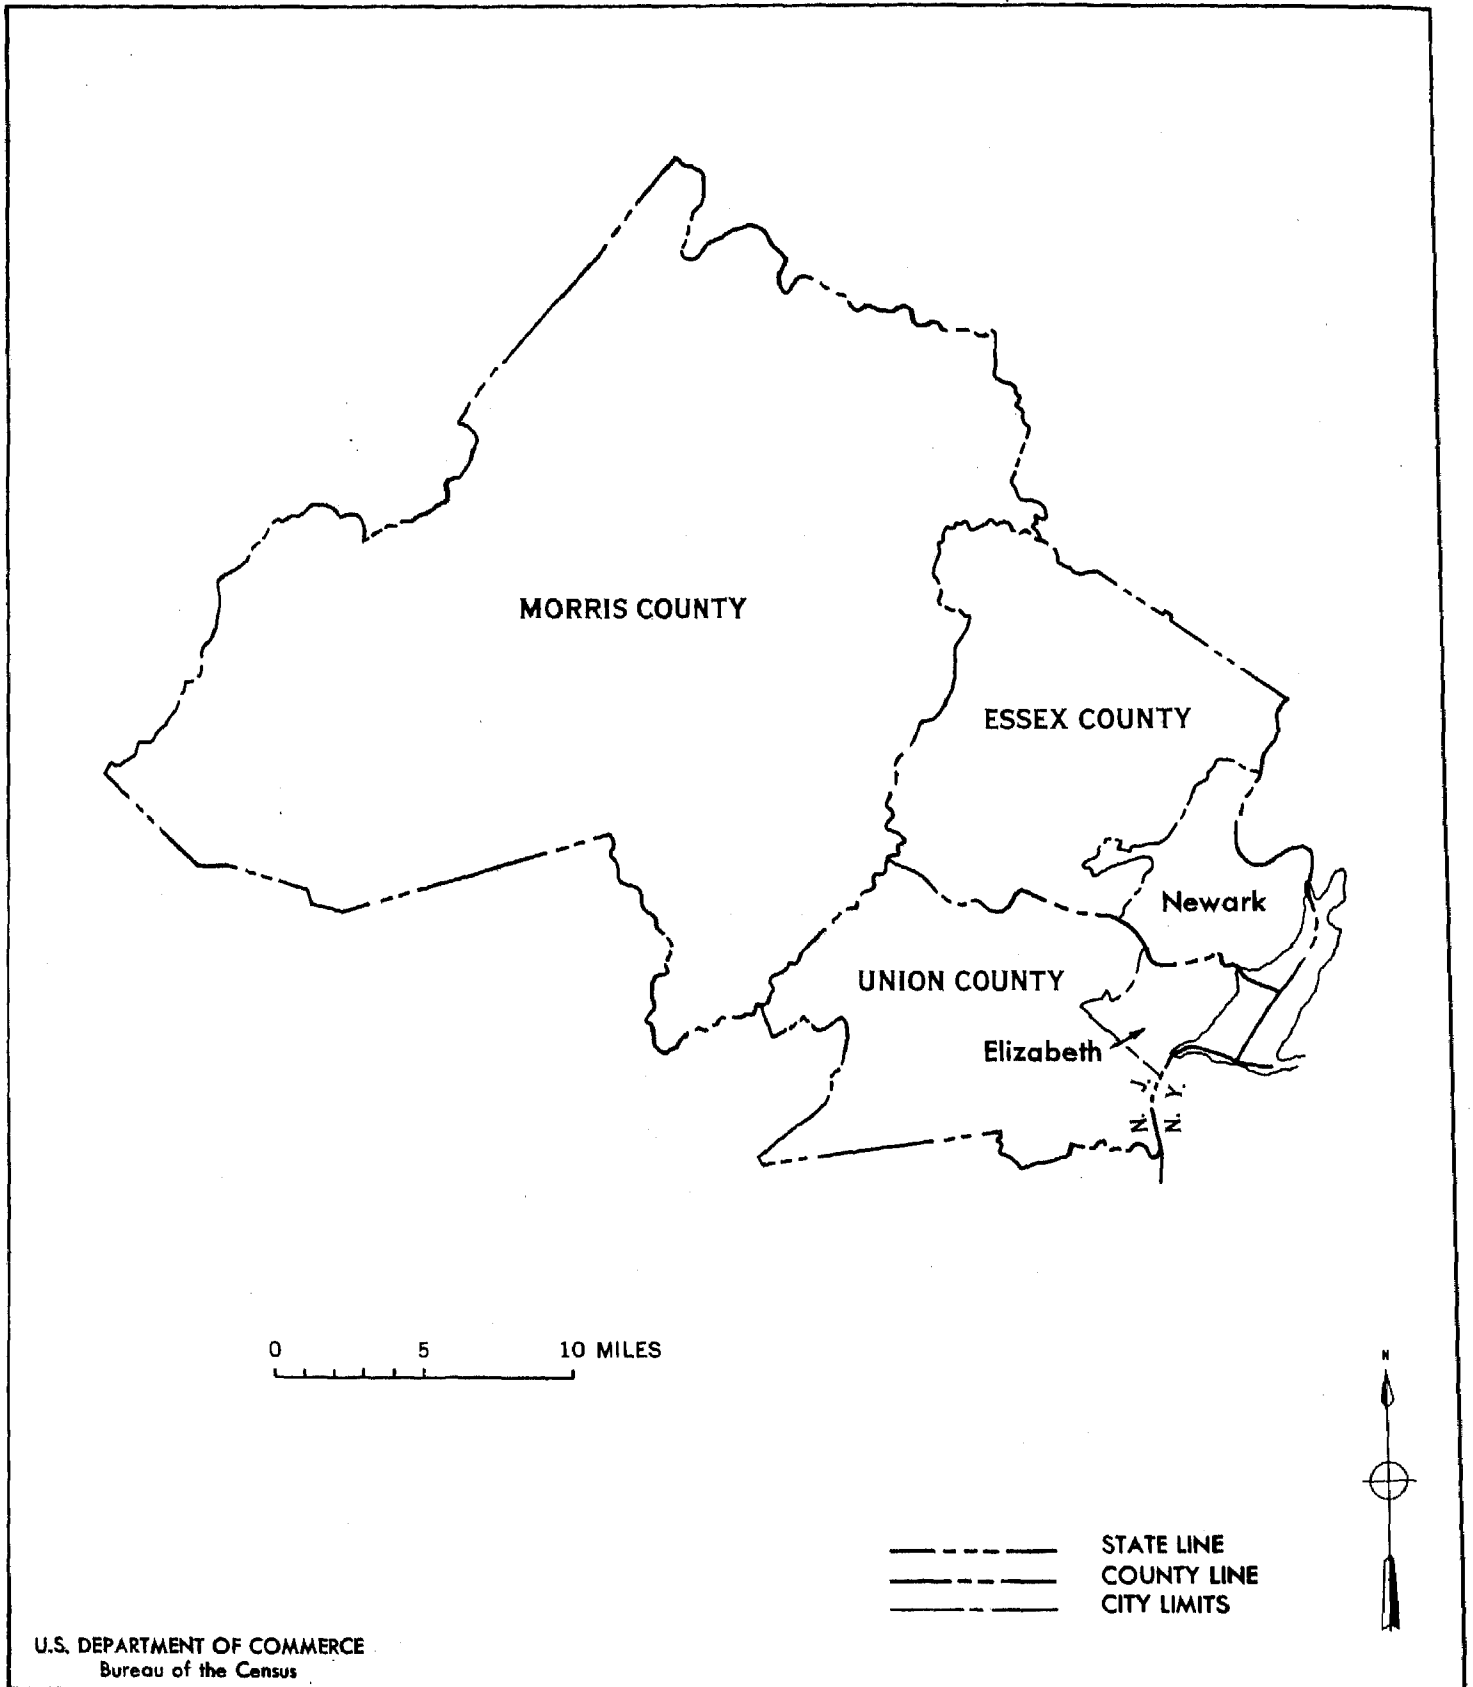 MORRIS COUNTY
ESSEX COUNTY
Newark
UNION COUNTY
Elizabeth
N. J.
N. Y.
0 5 10 MILES
N
STATE LINE
COUNTY LINE
CITY LIMITS
U.S. DEPARTMENT OF COMMERCE
Bureau of the Census